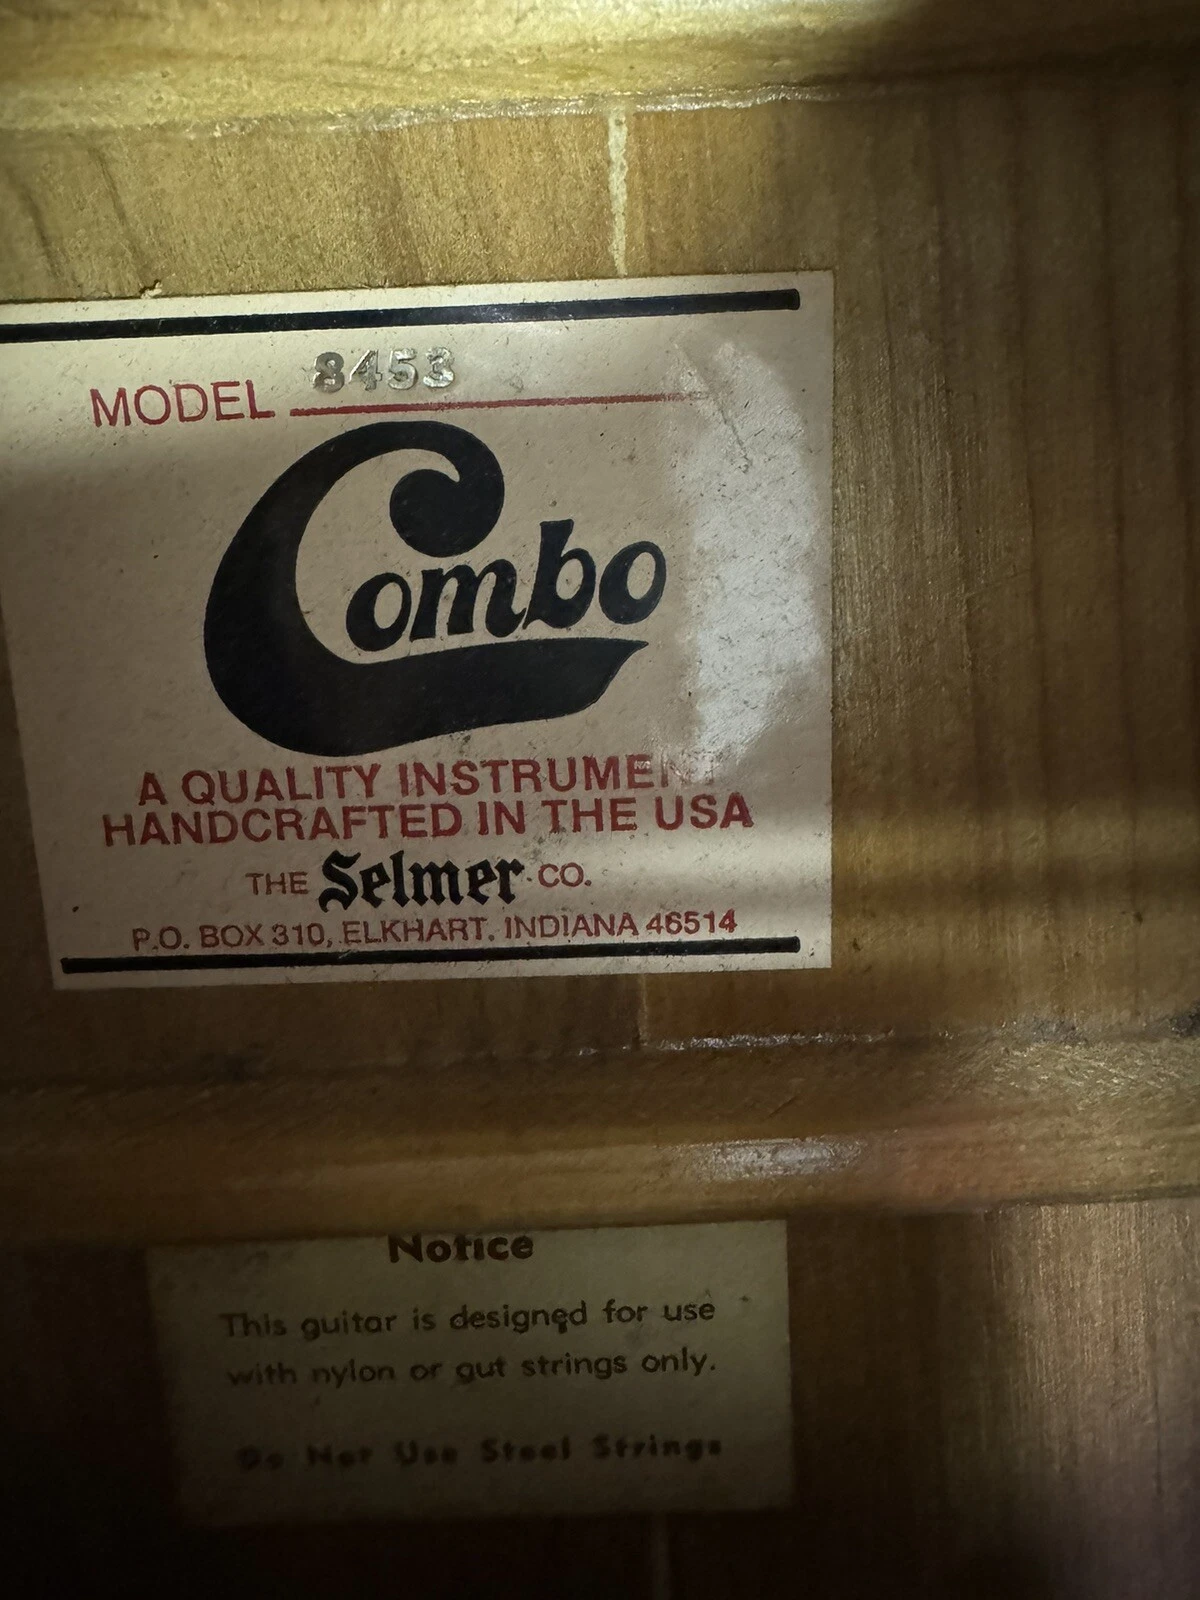 MODEL 8453
Combo
A QUALITY INSTRUMENT
HANDCRAFTED IN THE USA
THE Selmer CO.
P.O. BOX 310, ELKHART, INDIANA 46514
Notice
This guitar is designed for use
with nylon or gut strings only.
Do Not Use Steel Strings